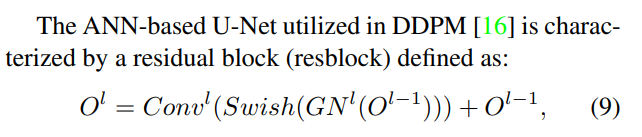 The ANN-based U-Net utilized in DDPM [16] is charac-
terized by a residual block (resblock) defined as:
O^l = Conv^l(Swish(GN^l(O^{l-1}))) + O^{l-1}, (9)